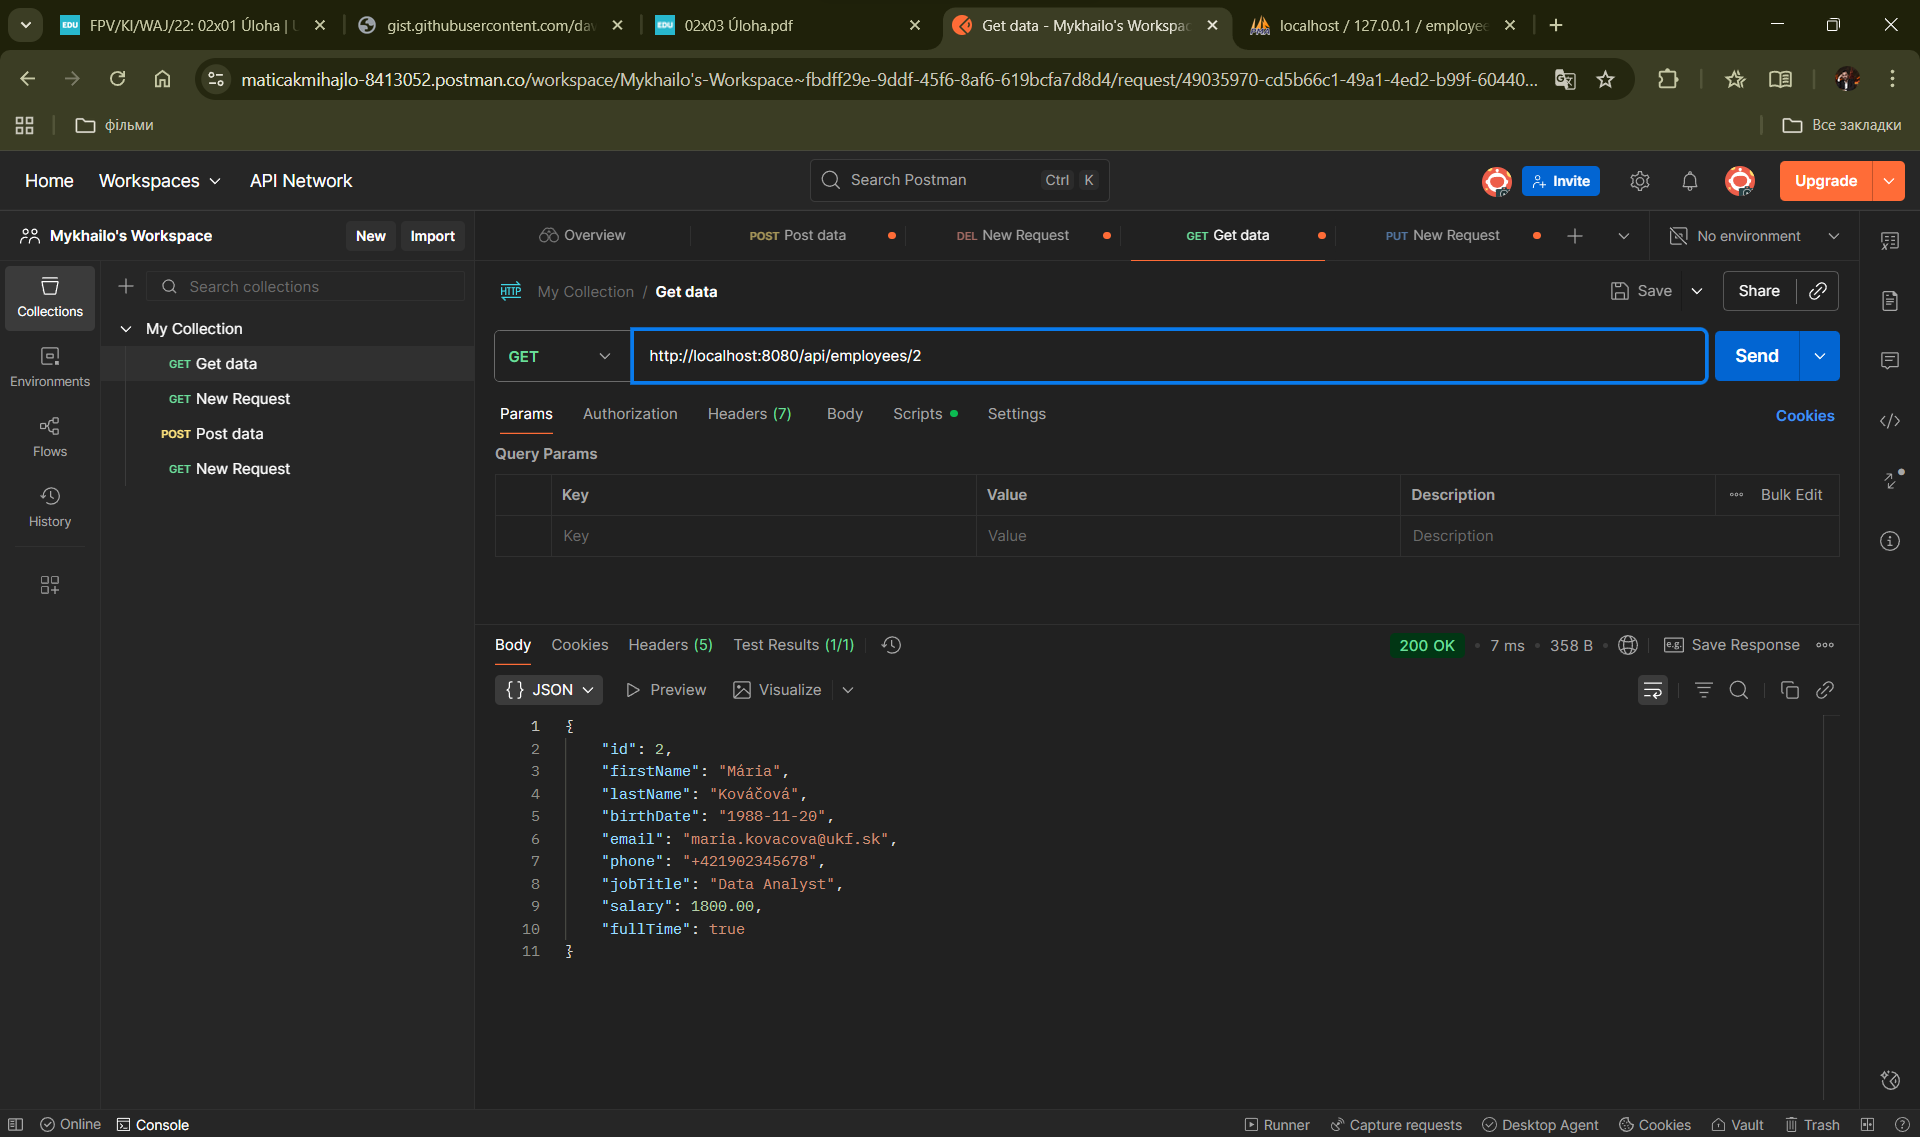 FPV/KI/WAJ/22: 02x01 Úloha |
gist.githubusercontent.com/dav
02x03 Úloha.pdf
Get data - Mykhailo's Workspac
localhost / 127.0.0.1 / employee
maticakmihajlo-8413052.postman.co/workspace/Mykhailo's-Workspace~fbdff29e-9ddf-45f6-8af6-619bcfa7d8d4/request/49035970-cd5b66c1-49a1-4ed2-b99f-60440...
фільми
Все закладки
Home Workspaces API Network
Search Postman Ctrl K
Invite
Upgrade
Mykhailo's Workspace New Import
Overview
POST Post data
DEL New Request
GET Get data
PUT New Request
No environment
Collections
Environments
Flows
History
Search collections
My Collection
GET Get data
GET New Request
POST Post data
GET New Request
HTTP My Collection / Get data
Save Share
GET http://localhost:8080/api/employees/2 Send
Params Authorization Headers (7) Body Scripts Settings Cookies
Query Params
Key Value Description Bulk Edit
Key Value Description
Body Cookies Headers (5) Test Results (1/1) 200 OK • 7 ms • 358 B • e.g. Save Response
{} JSON Preview Visualize
1 {
2 "id": 2,
3 "firstName": "Mária",
4 "lastName": "Kováčová",
5 "birthDate": "1988-11-20",
6 "email": "maria.kovacova@ukf.sk",
7 "phone": "+421902345678",
8 "jobTitle": "Data Analyst",
9 "salary": 1800.00,
10 "fullTime": true
11 }
Online Console Runner Capture requests Desktop Agent Cookies Vault Trash